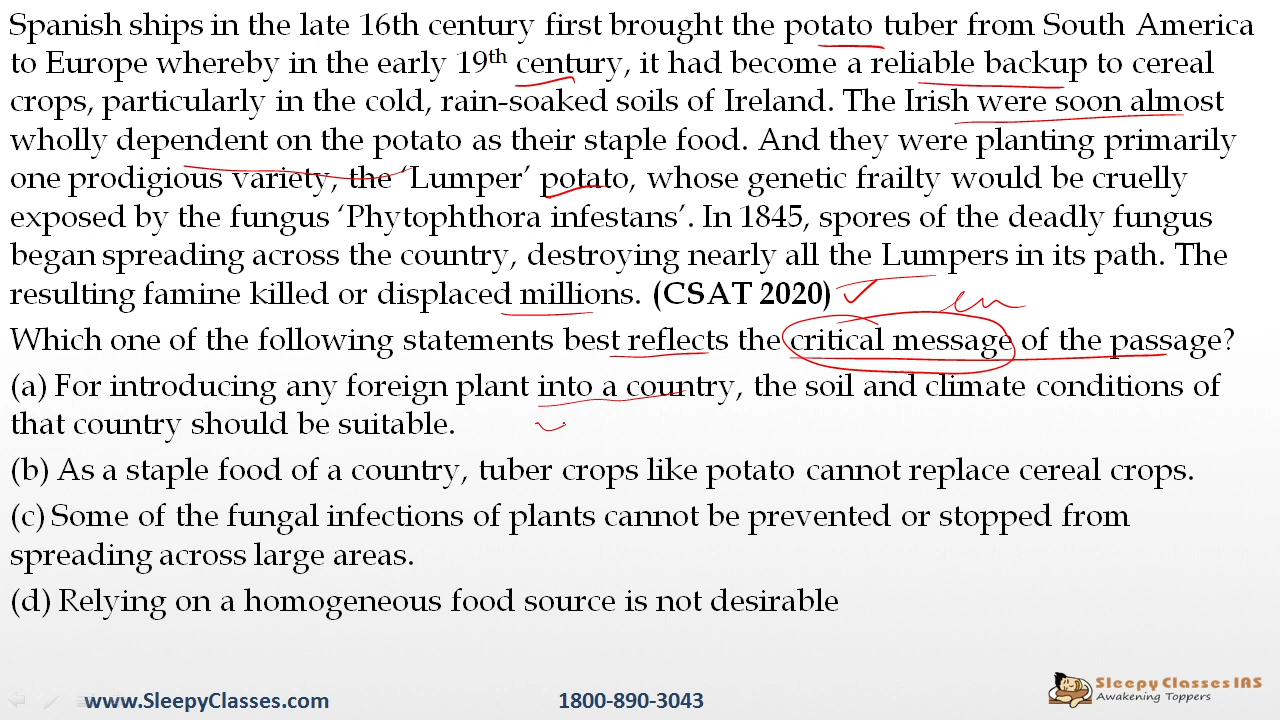 Spanish ships in the late 16th century first brought the potato tuber from South America
to Europe whereby in the early 19th century, it had become a reliable backup to cereal
crops, particularly in the cold, rain-soaked soils of Ireland. The Irish were soon almost
wholly dependent on the potato as their staple food. And they were planting primarily
one prodigious variety, the ‘Lumper’ potato, whose genetic frailty would be cruelly
exposed by the fungus ‘Phytophthora infestans’. In 1845, spores of the deadly fungus
began spreading across the country, destroying nearly all the Lumpers in its path. The
resulting famine killed or displaced millions. (CSAT 2020)
Which one of the following statements best reflects the critical message of the passage?
(a) For introducing any foreign plant into a country, the soil and climate conditions of
that country should be suitable.
(b) As a staple food of a country, tuber crops like potato cannot replace cereal crops.
(c) Some of the fungal infections of plants cannot be prevented or stopped from
spreading across large areas.
(d) Relying on a homogeneous food source is not desirable
www.SleepyClasses.com
1800-890-3043
Sleepy Classes IAS
Awakening Toppers